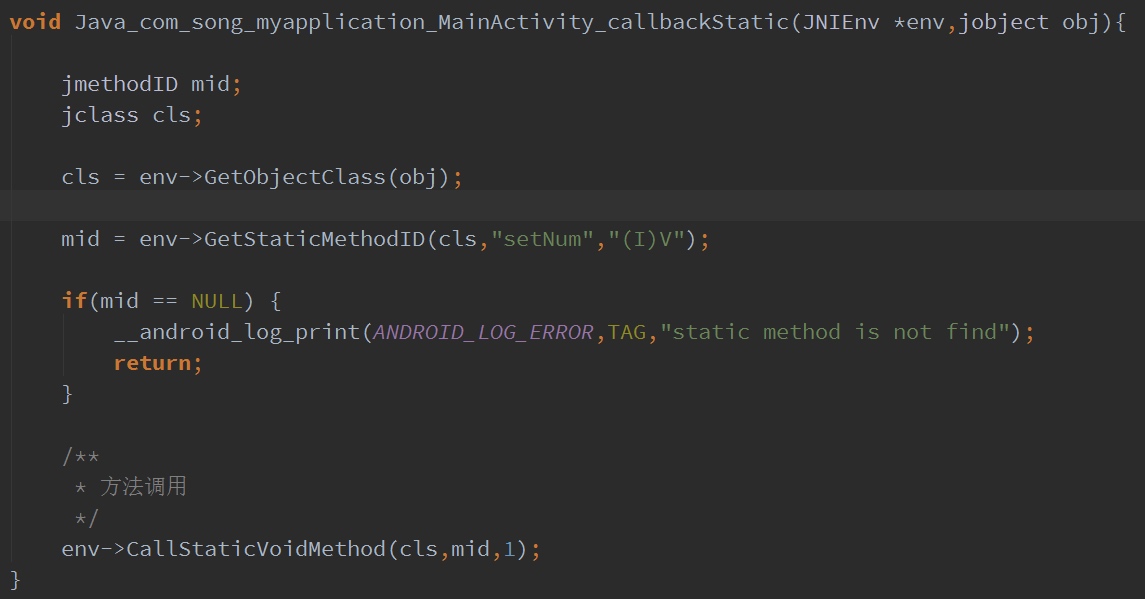 void Java_com_song_myapplication_MainActivity_callbackStatic(JNIEnv *env,jobject obj){
jmethodID mid;
jclass cls;
cls = env->GetObjectClass(obj);
mid = env->GetStaticMethodID(cls,"setNum","(I)V");
if(mid == NULL) {
__android_log_print(ANDROID_LOG_ERROR,TAG,"static method is not find");
return;
}
/**
* 方法调用
*/
env->CallStaticVoidMethod(cls,mid,1);
}